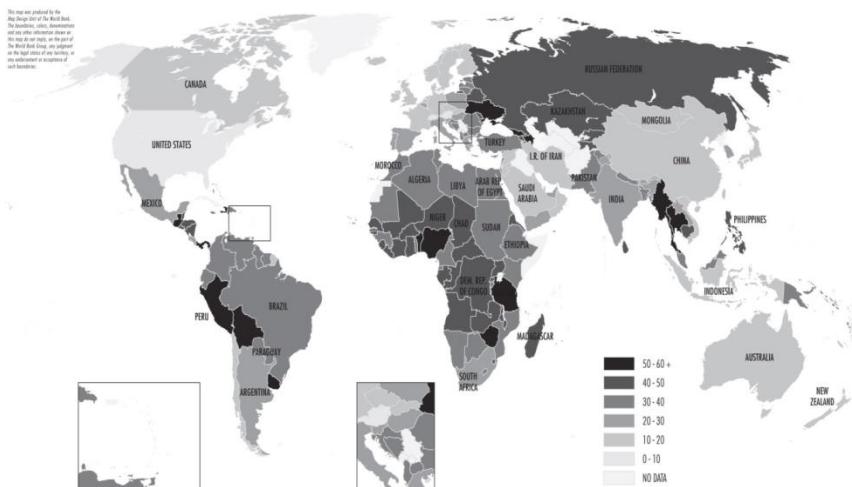 This map was produced by the
Map Design Unit of The World Bank.
The boundaries, colors, denominations
and any other information shown on
this map do not imply, on the part of
The World Bank Group, any judgment
on the legal status of any territory, or
any endorsement or acceptance of
such boundaries.
CANADA
RUSSIAN FEDERATION
UNITED STATES
KAZAKHSTAN
MONGOLIA
TURKEY
I.R. OF IRAN
CHINA
MOROCCO
ALGERIA
LIBYA
ARAB REP.
OF EGYPT
SAUDI
ARABIA
PAKISTAN
INDIA
MEXICO
NIGER
CHAD
SUDAN
PHILIPPINES
ETHIOPIA
DEM. REP.
OF CONGO
INDONESIA
BRAZIL
PERU
MADAGASCAR
PARAGUAY
AUSTRALIA
SOUTH
AFRICA
ARGENTINA
NEW
ZEALAND
50 - 60 +
40 - 50
30 - 40
20 - 30
10 - 20
0 - 10
NO DATA